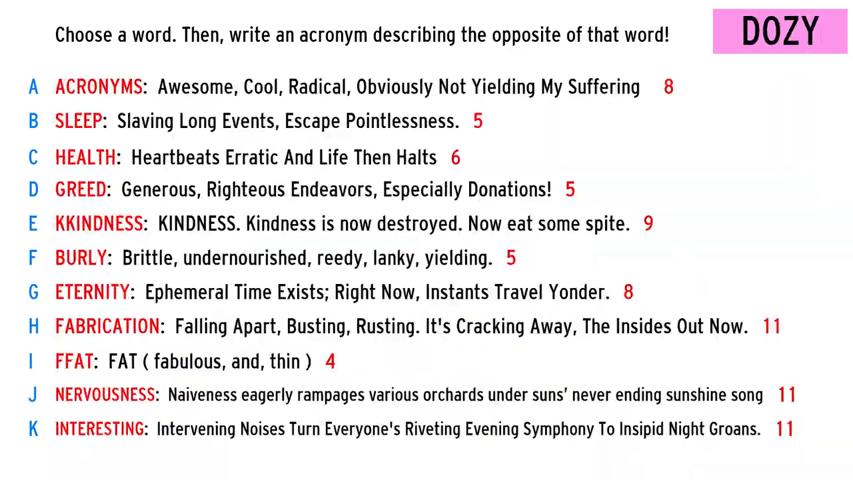 Choose a word. Then, write an acronym describing the opposite of that word!
DOZY
A ACRONYMS: Awesome, Cool, Radical, Obviously Not Yielding My Suffering 8
B SLEEP: Slaving Long Events, Escape Pointlessness. 5
C HEALTH: Heartbeats Erratic And Life Then Halts 6
D GREED: Generous, Righteous Endeavors, Especially Donations! 5
E KKINDNESS: KINDNESS. Kindness is now destroyed. Now eat some spite. 9
F BURLY: Brittle, undernourished, reedy, lanky, yielding. 5
G ETERNITY: Ephemeral Time Exists; Right Now, Instants Travel Yonder. 8
H FABRICATION: Falling Apart, Busting, Rusting. It's Cracking Away, The Insides Out Now. 11
I FFAT: FAT ( fabulous, and, thin ) 4
J NERVOUSNESS: Naiveness eagerly rampages various orchards under suns’ never ending sunshine song 11
K INTERESTING: Intervening Noises Turn Everyone's Riveting Evening Symphony To Insipid Night Groans. 11